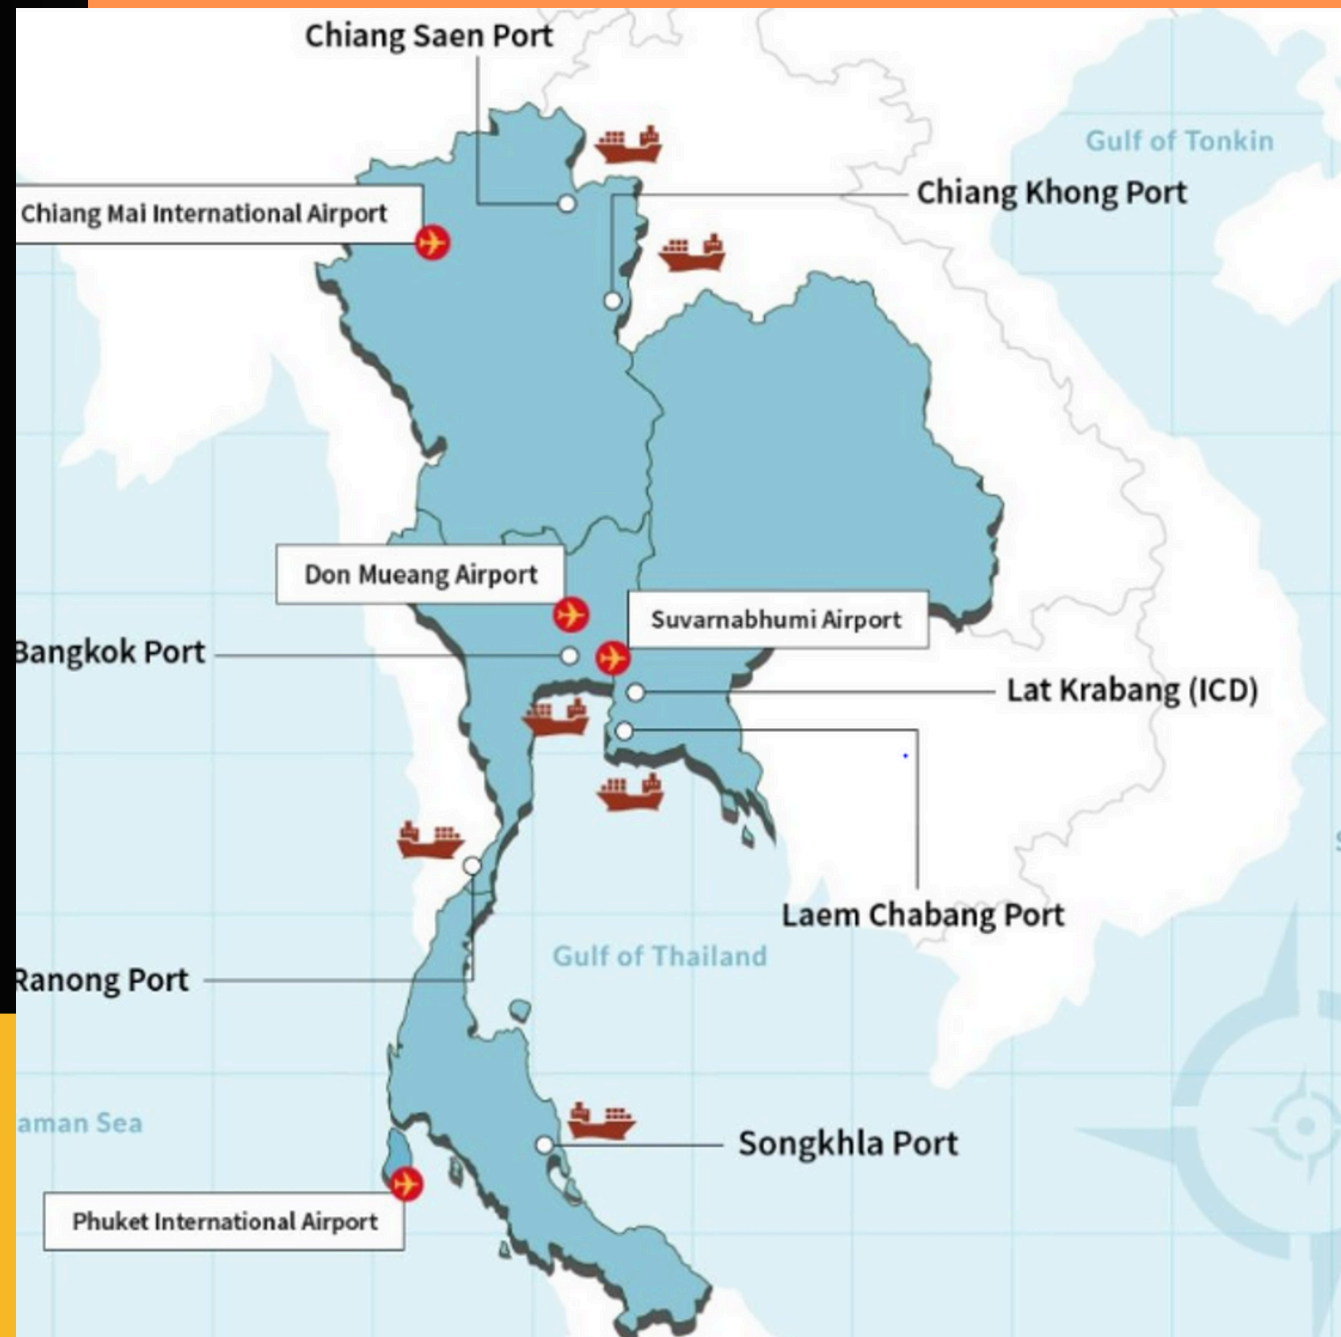 Chiang Saen Port
Gulf of Tonkin
Chiang Khong Port
Chiang Mai International Airport
Don Mueang Airport
Suvarnabhumi Airport
Bangkok Port
Lat Krabang (ICD)
Laem Chabang Port
Gulf of Thailand
Ranong Port
aman Sea
Songkhla Port
Phuket International Airport